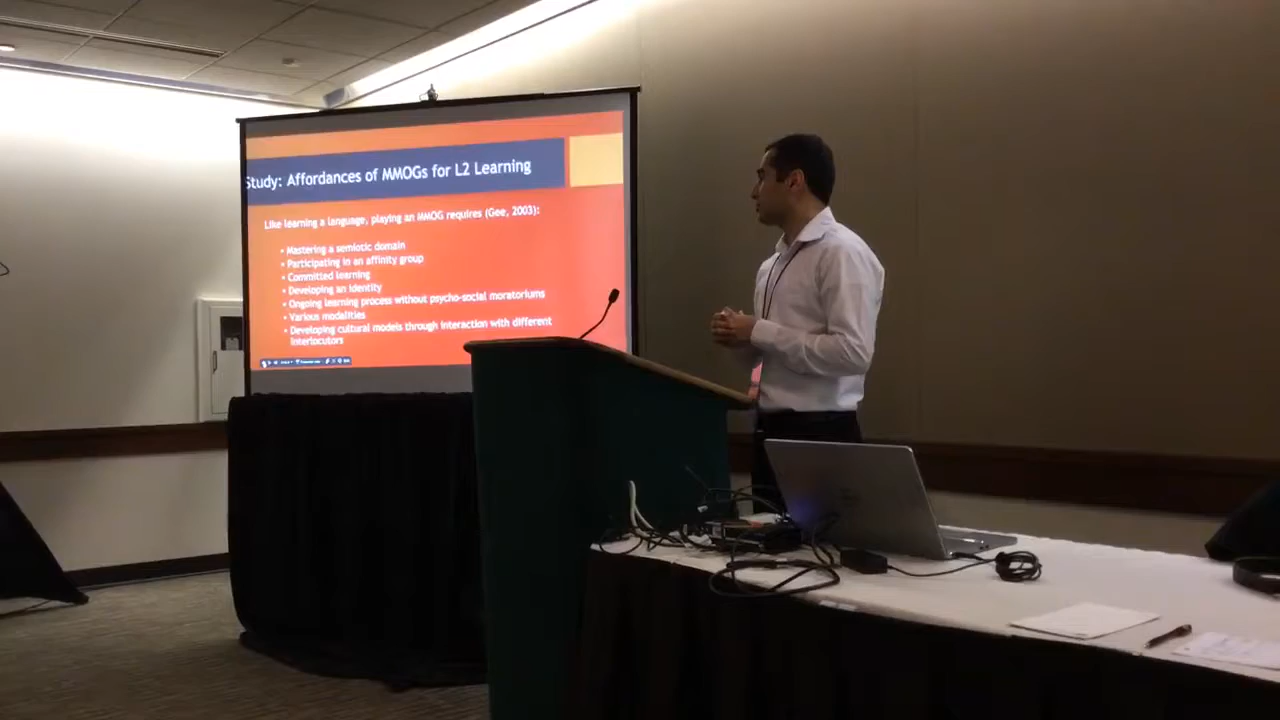 Study: Affordances of MMOGs for L2 Learning
Like learning a language, playing an MMOG requires (Gee, 2003):
• Mastering a semiotic domain
• Participating in an affinity group
• Committed learning
• Developing an identity
• Ongoing learning process without psycho-social moratoriums
• Various modalities
• Developing cultural models through interaction with different
interlocutors